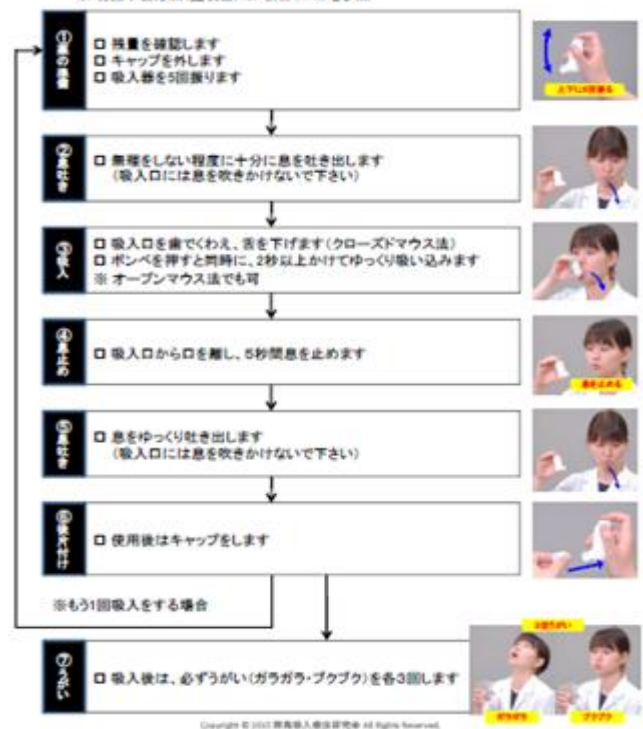 ①薬の準備
□ 残量を確認します
□ キャップを外します
□ 吸入器を5回振ります
上下に5回振る
②息吐き
□ 無理をしない程度に十分に息を吐き出します
(吸入口には息を吹きかけないで下さい)
③吸入
□ 吸入口を歯でくわえ、舌を下げます(クローズドマウス法)
□ ボンベを押すと同時に、2秒以上かけてゆっくり吸い込みます
※ オープンマウス法でも可
④息止め
□ 吸入口から口を離し、5秒間息を止めます
息を止める
⑤息吐き
□ 息をゆっくり吐き出します
(吸入口には息を吹きかけないで下さい)
⑥後片付け
□ 使用後はキャップをします
※もう1回吸入をする場合
⑦うがい
□ 吸入後は、必ずうがい(ガラガラ・ブクブク)を各3回します
ガラガラ
ブクブク
All Rights Reserved.